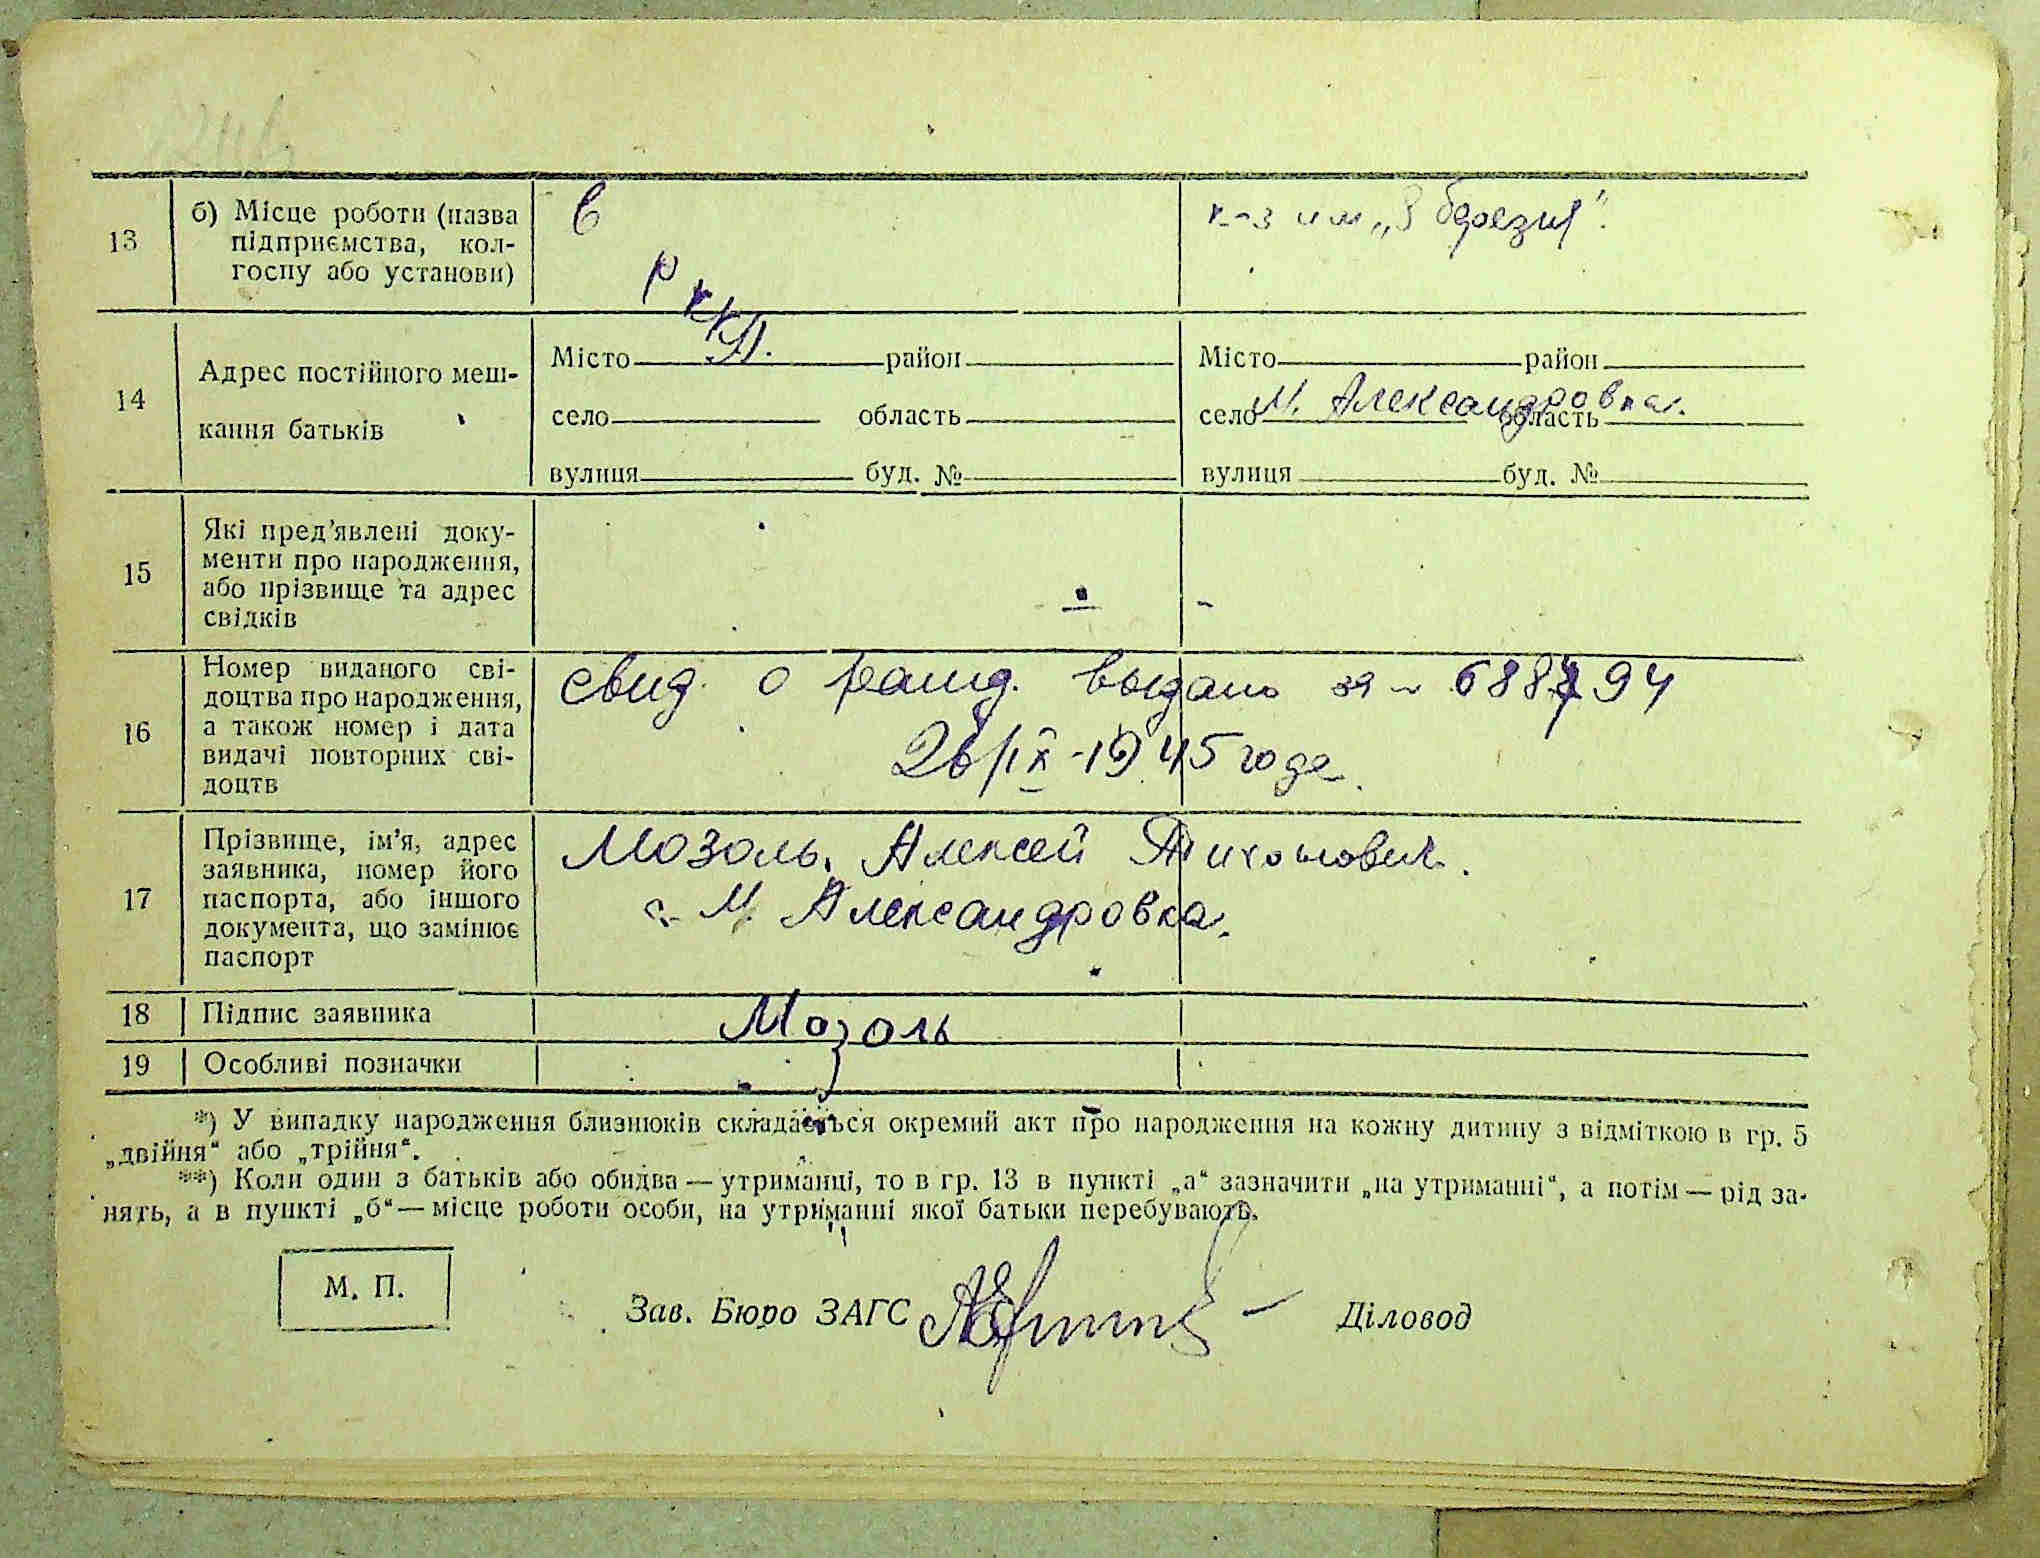 13
б) Місце роботи (назва
підприємства, кол-
госпу або установи)
в
РККА.
к-з им „8 березня".
14
Адрес постійного меш-
кання батьків
Місто район
село область
вулиця буд. №
Місто район
село М. Александровка. область
вулиця буд. №
15
Які пред'явлені доку-
менти про народження,
або прізвище та адрес
свідків
-
-
16
Номер виданого сві-
доцтва про народження,
а також номер і дата
видачі повторних сві-
доцтв
свид. о рожд. выдано за №
26/IX-1945 года.
17
Прізвище, ім'я, адрес
заявника, номер його
паспорта, або іншого
документа, що замінює
паспорт
Мозоль, Алексей Тихонович.
с. М. Александровка.
18
Підпис заявника
Мозоль
19
Особливі позначки
*) У випадку народження близнюків складається окремий акт про народження на кожну дитину з відміткою в гр. 5
„двійня“ або „трійня“.
**) Коли один з батьків або обидва — утриманці, то в гр. 13 в пункті „а“ зазначити „на утриманні“, а потім — рід за-
нять, а в пункті „б“ — місце роботи особи, на утриманні якої батьки перебувають.
М. П.
Зав. Бюро ЗАГС
Діловод